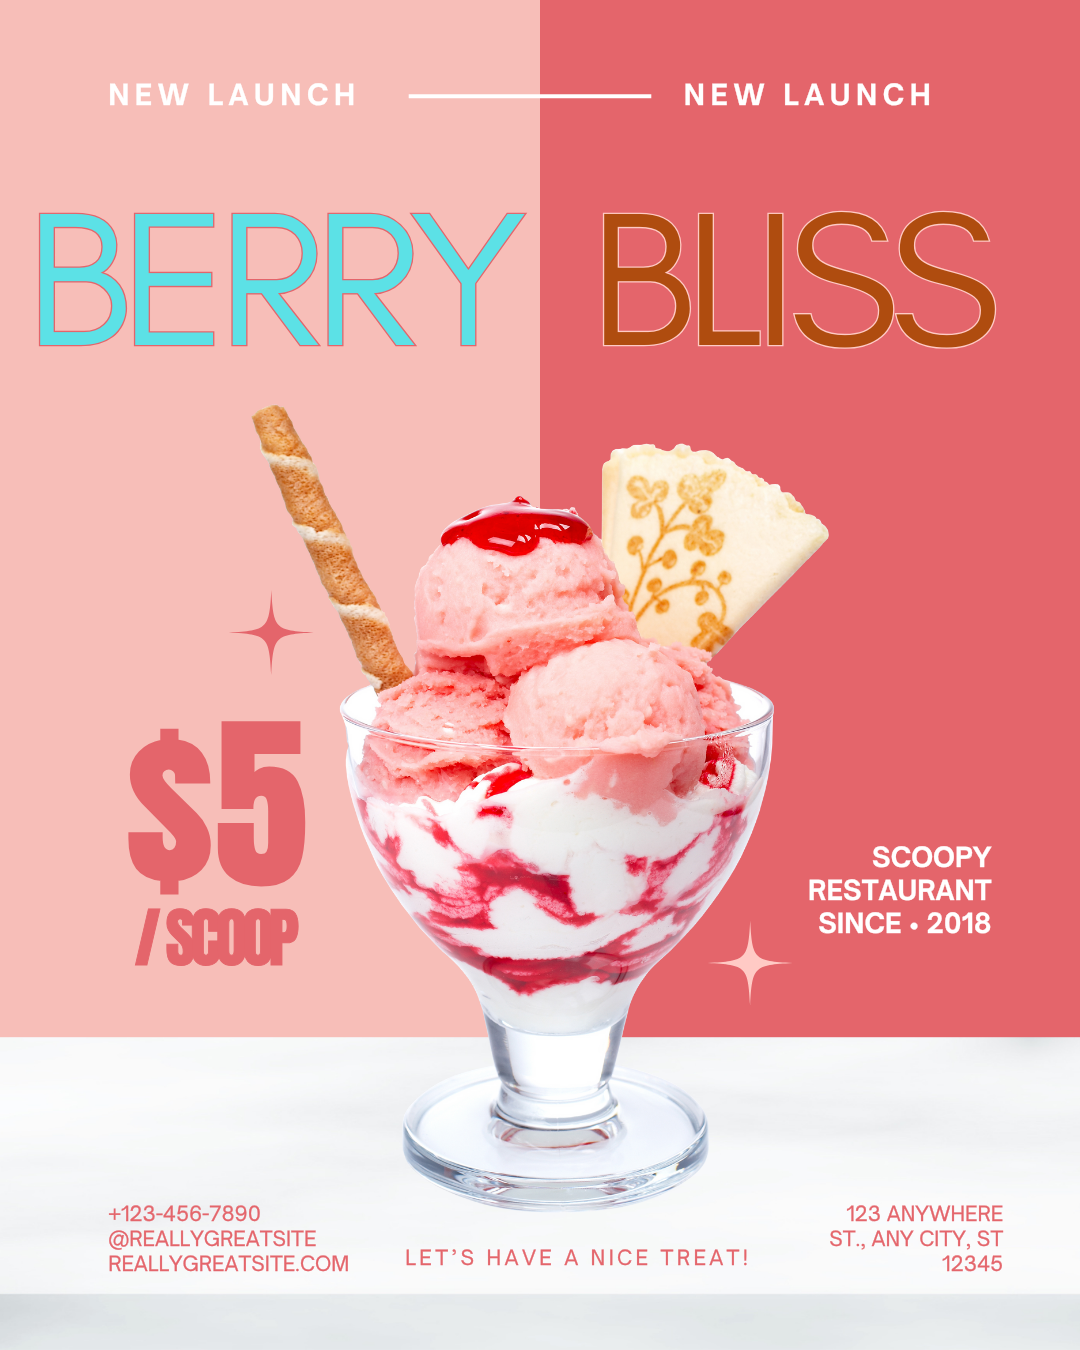 NEW LAUNCH NEW LAUNCH
BERRY BLISS
$5
/ SCOOP
SCOOPY
RESTAURANT
SINCE • 2018
+123-456-7890
@REALLYGREATSITE
REALLYGREATSITE.COM
LET'S HAVE A NICE TREAT!
123 ANYWHERE
ST., ANY CITY, ST
12345